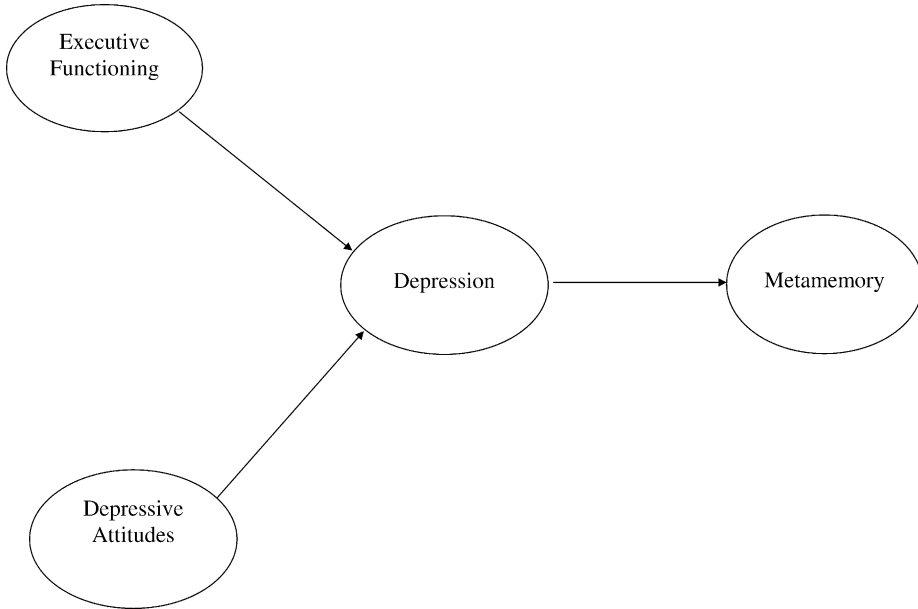 Executive
Functioning
Depression
Metamemory
Depressive
Attitudes